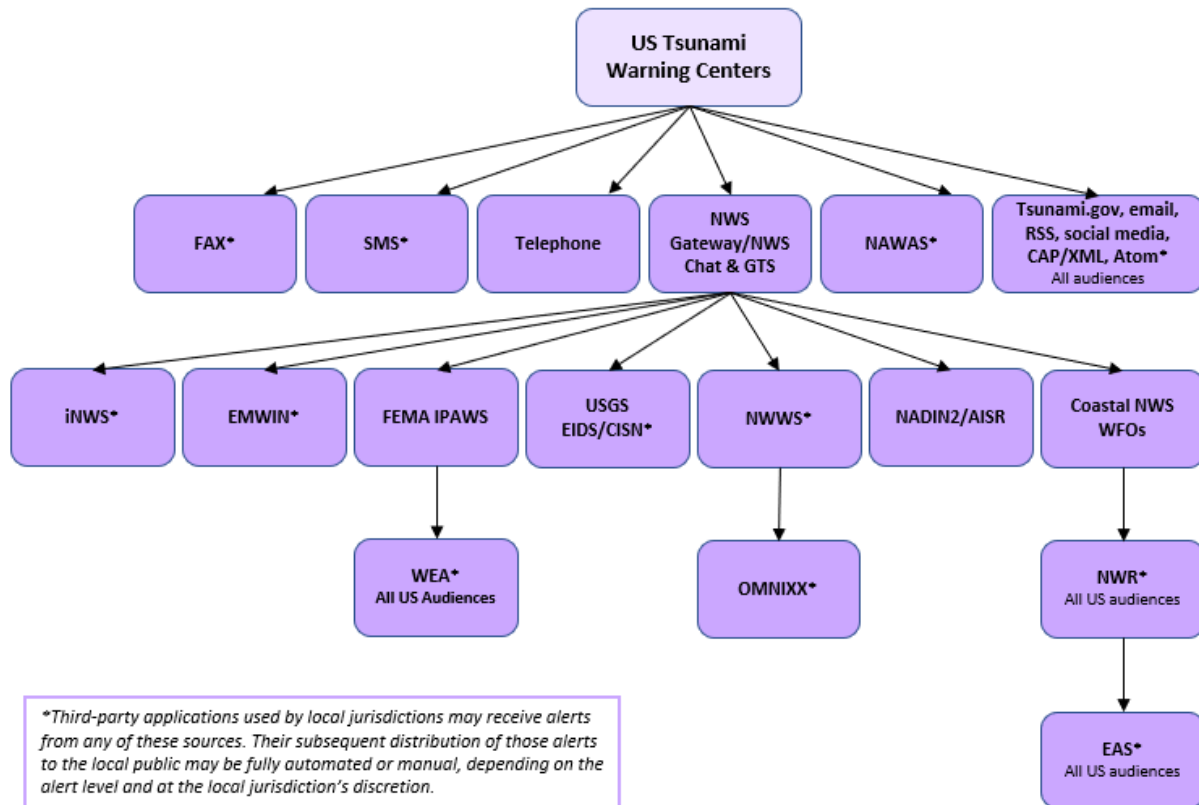 US Tsunami
Warning Centers
FAX*
SMS*
Telephone
NWS
Gateway/NWS
Chat & GTS
NAWAS*
Tsunami.gov, email,
RSS, social media,
CAP/XML, Atom*
All audiences
iNWS*
EMWIN*
FEMA IPAWS
USGS
EIDS/CISN*
NWWS*
NADIN2/AISR
Coastal NWS
WFOs
WEA*
All US Audiences
OMNIXX*
NWR*
All US audiences
EAS*
All US audiences
*Third-party applications used by local jurisdictions may receive alerts
from any of these sources. Their subsequent distribution of those alerts
to the local public may be fully automated or manual, depending on the
alert level and at the local jurisdiction's discretion.